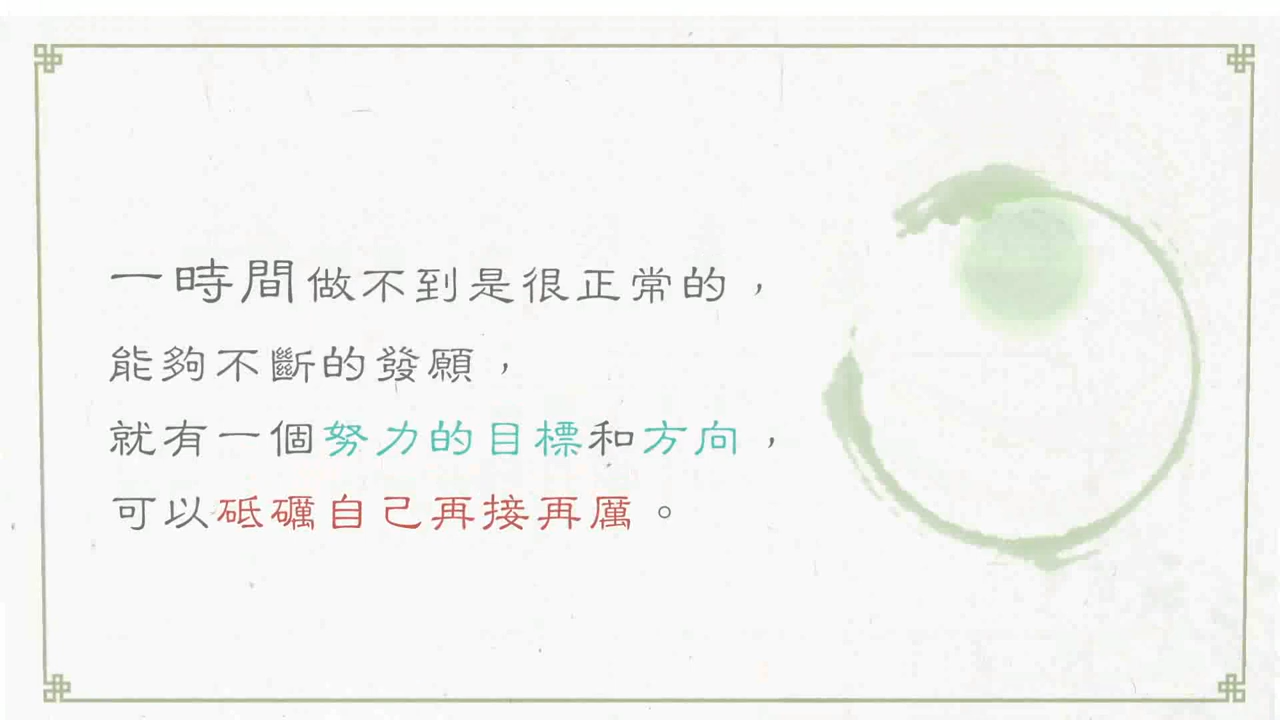 一時間做不到是很正常的，
能夠不斷的發願，
就有一個努力的目標和方向，
可以砥礪自己再接再厲。